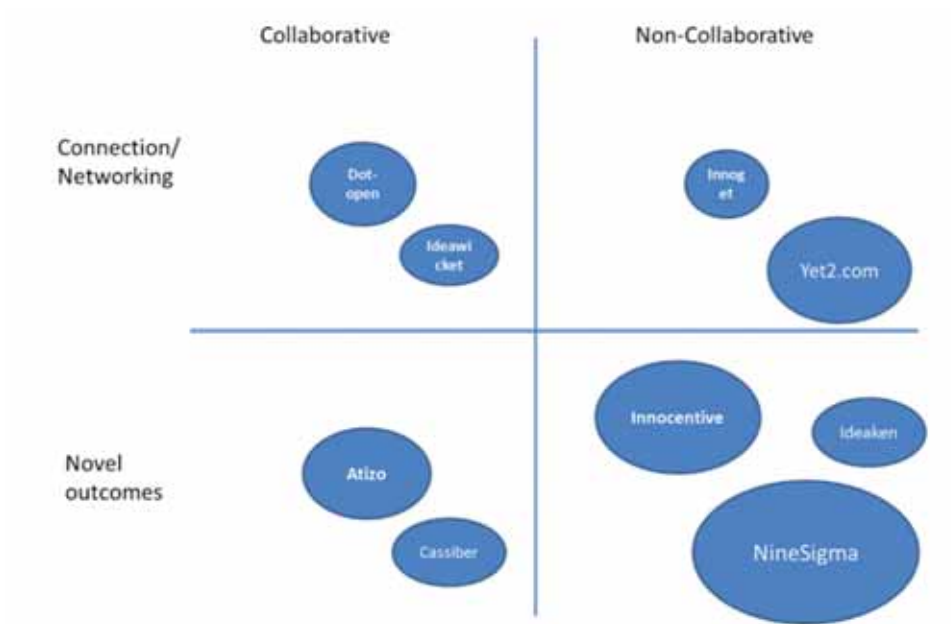 Collaborative
Non-Collaborative
Connection/
Networking
Dot-
open
Ideawi
cket
Innog
et
Yet2.com
Novel
outcomes
Innocentive
Ideaken
Atizo
Cassiber
NineSigma